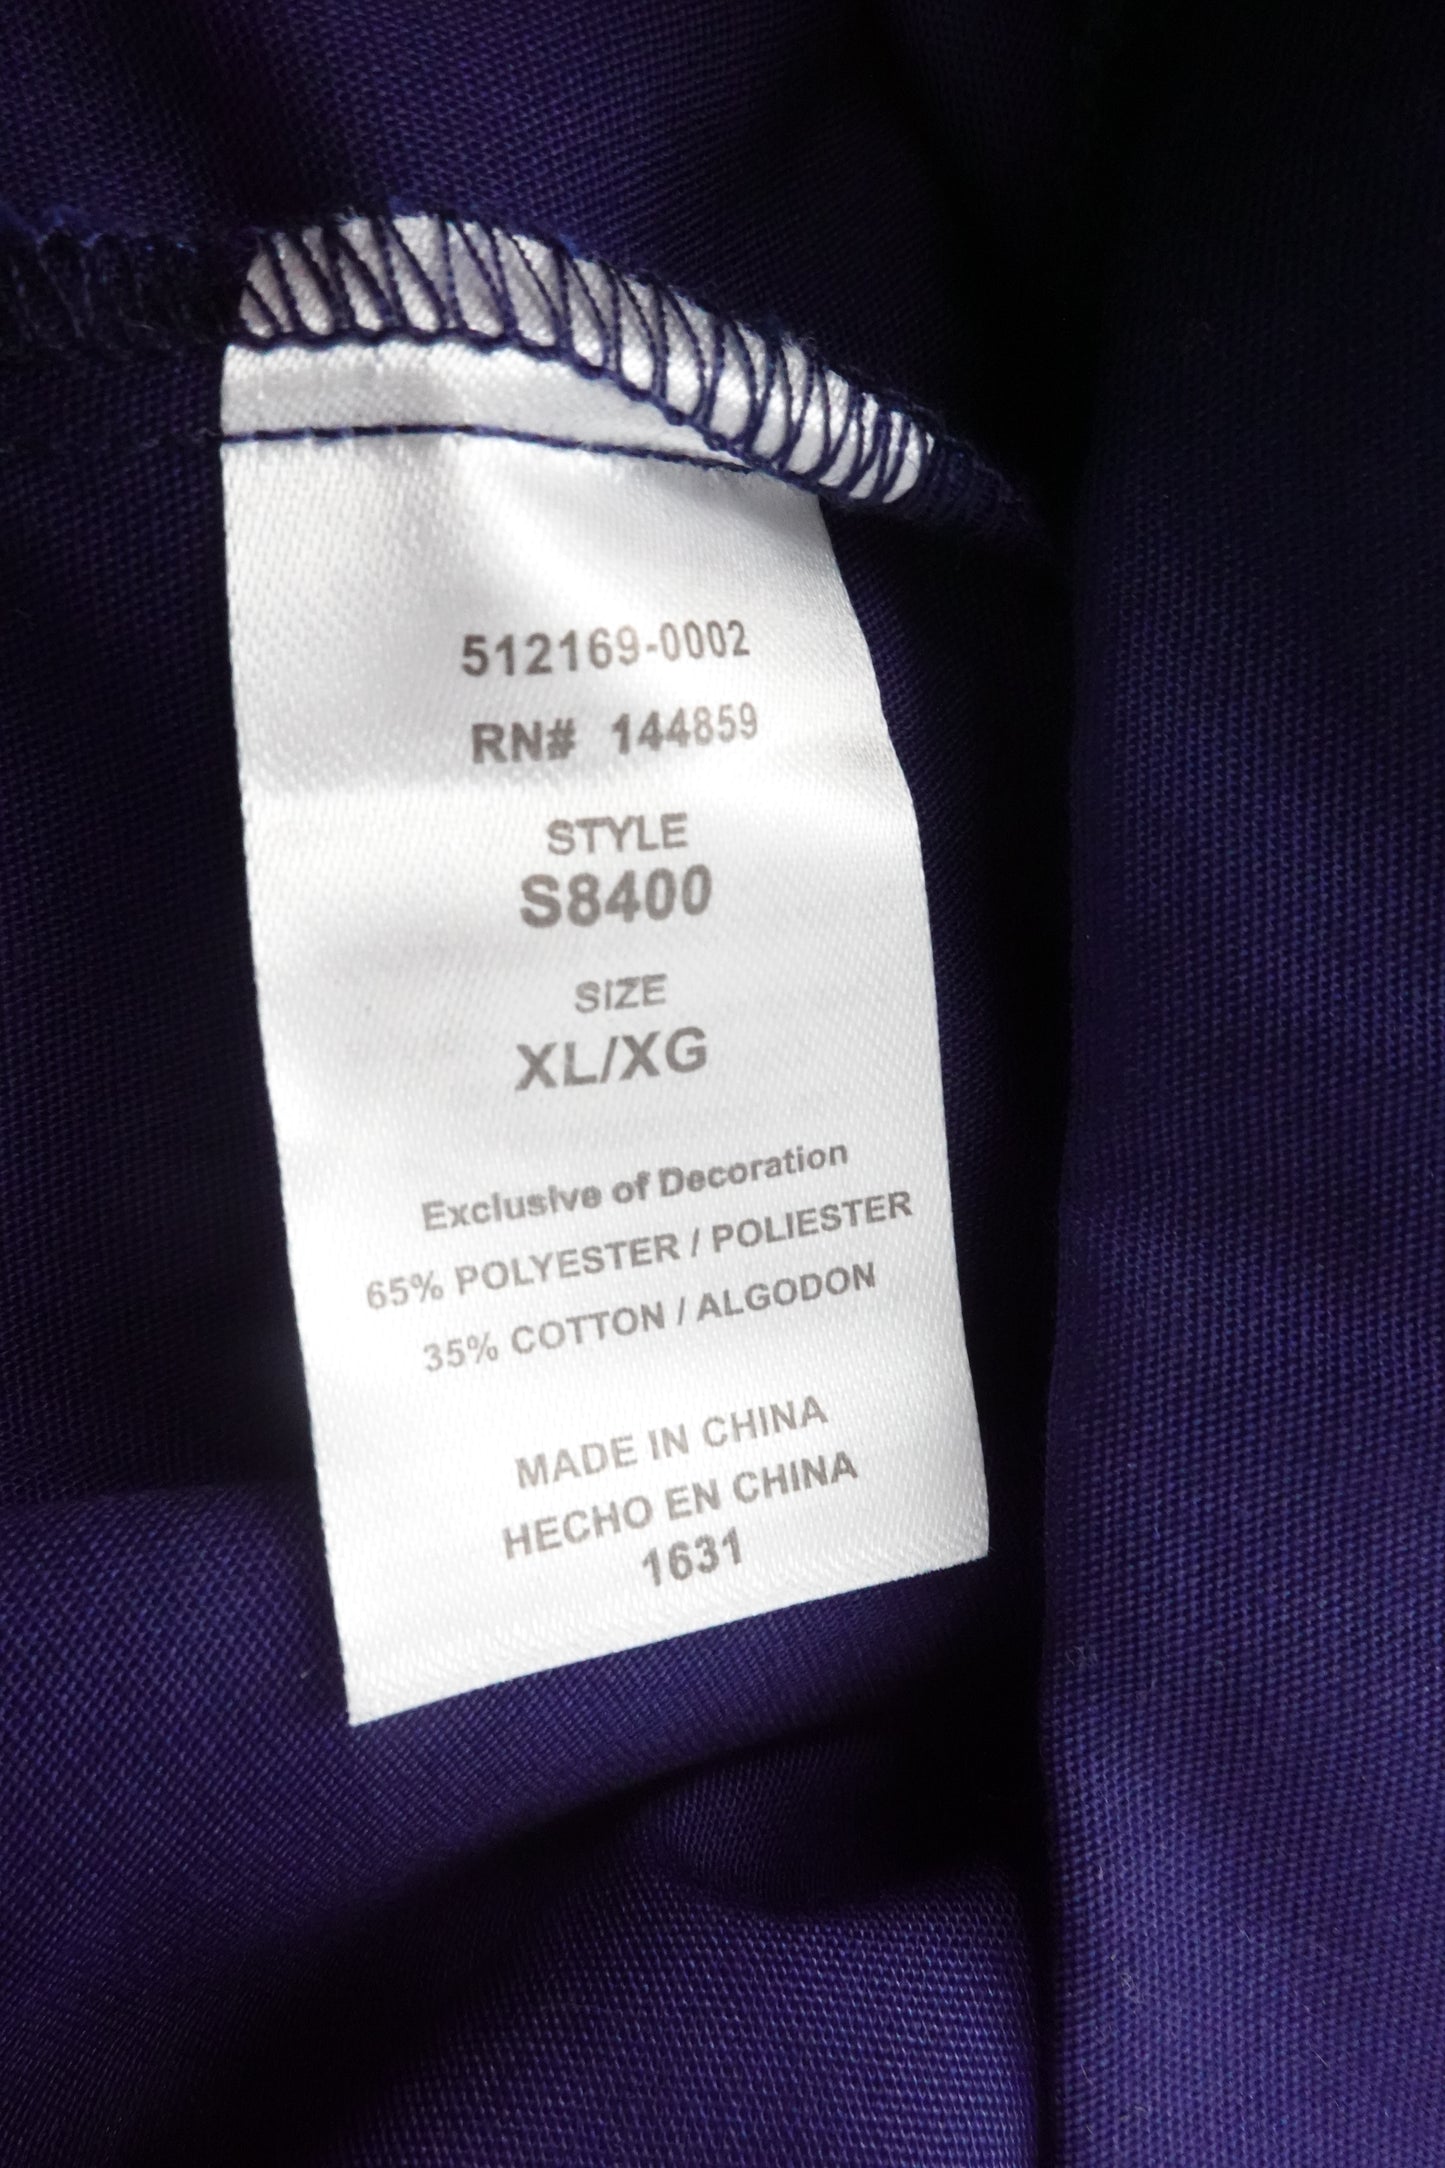 512169-0002
RN# 144859
STYLE
S8400
SIZE
XL/XG
Exclusive of Decoration
65% POLYESTER / POLIESTER
35% COTTON / ALGODON
MADE IN CHINA
HECHO EN CHINA
1631